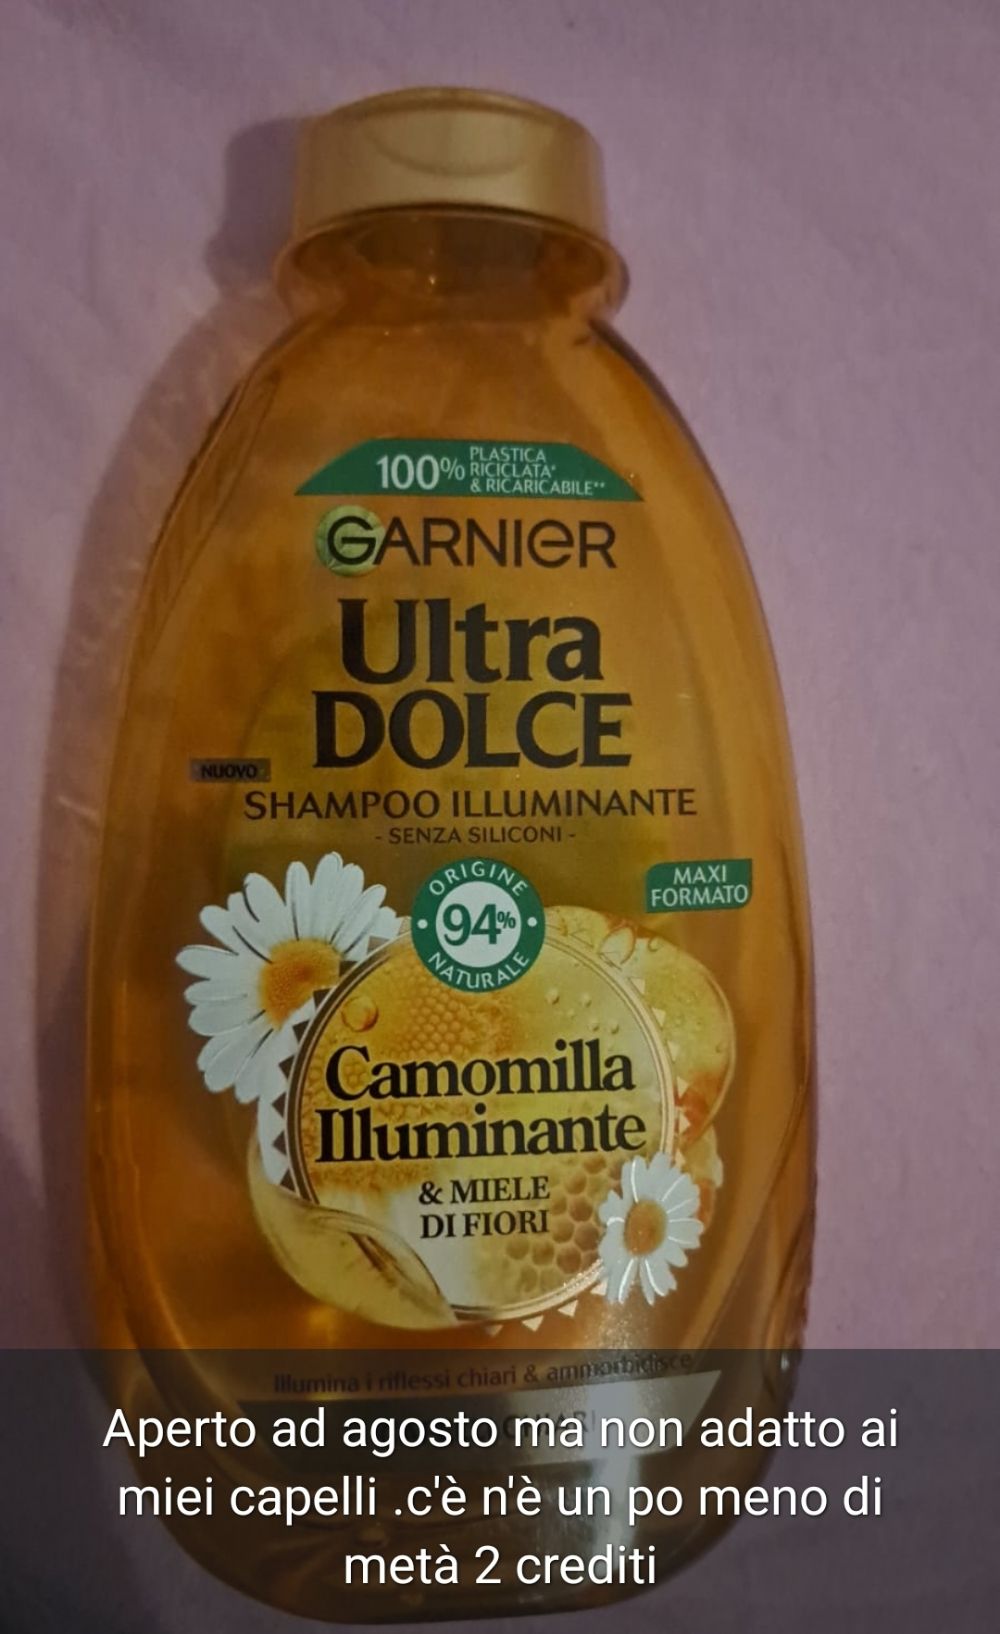 100% PLASTICA
RICICLATA*
& RICARICABILE**
GARNIER
Ultra
DOLCE
NUOVO
SHAMPOO ILLUMINANTE
- SENZA SILICONI -
ORIGINE
94%
NATURALE
MAXI
FORMATO
Camomilla
Illuminante
& MIELE
DI FIORI
Illumina i riflessi chiari & ammorbidisce
Aperto ad agosto ma non adatto ai
miei capelli .c'è n'è un po meno di
metà 2 crediti